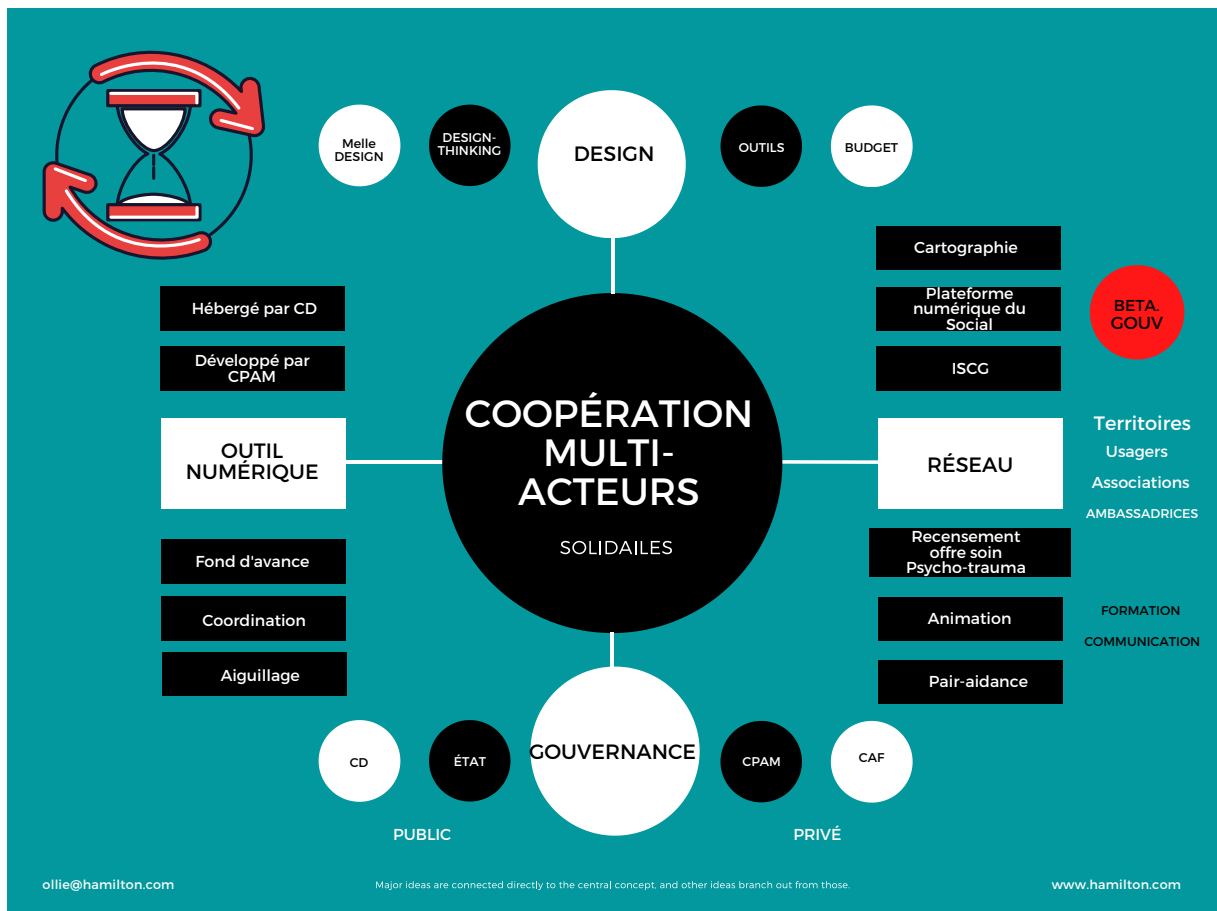 Melle
DESIGN
DESIGN-
THINKING
DESIGN
OUTILS
BUDGET
Hébergé par CD
Développé par
CPAM
OUTIL
NUMÉRIQUE
Fond d'avance
Coordination
Aiguillage
COOPÉRATION
MULTI-
ACTEURS
SOLIDAILES
Cartographie
Plateforme
numérique du
Social
ISCG
BETA.
GOUV
RÉSEAU
Territoires
Usagers
Associations
AMBASSADRICES
Recensement
offre soin
Psycho-trauma
Animation
Pair-aidance
FORMATION
COMMUNICATION
CD
ÉTAT
GOUVERNANCE
CPAM
CAF
PUBLIC
PRIVÉ
ollie@hamilton.com
Major ideas are connected directly to the central concept, and other ideas branch out from those.
www.hamilton.com